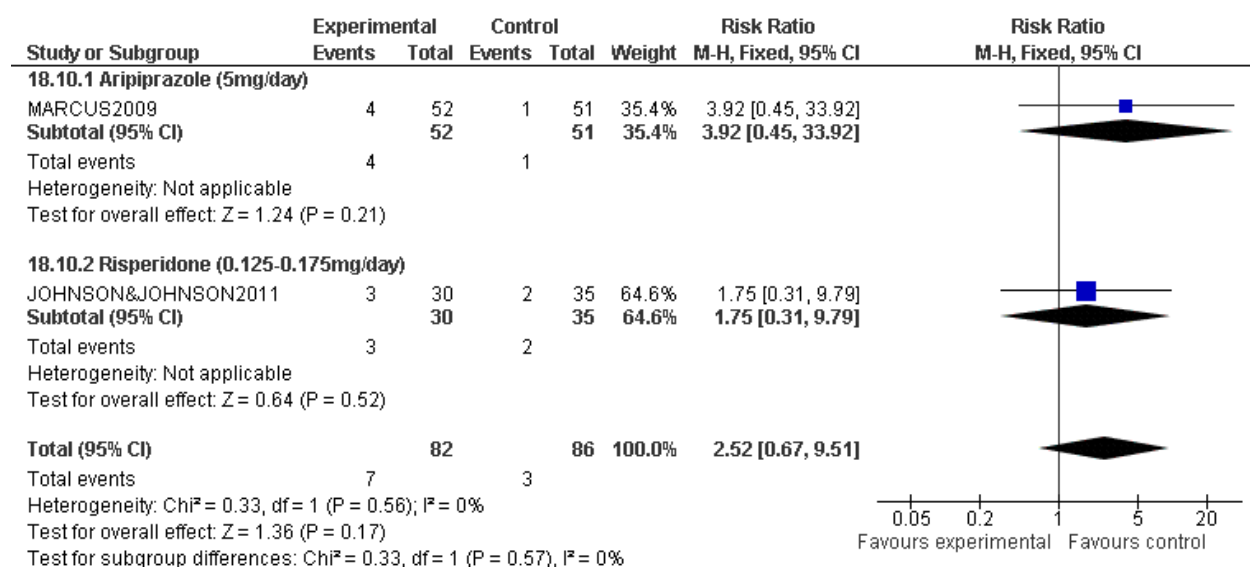 Experimental Control Risk Ratio Risk Ratio
Study or Subgroup Events Total Events Total Weight M-H, Fixed, 95% CI M-H, Fixed, 95% CI
18.10.1 Aripiprazole (5mg/day)
MARCUS2009 4 52 1 51 35.4% 3.92 [0.45, 33.92]
Subtotal (95% CI) 52 51 35.4% 3.92 [0.45, 33.92]
Total events 4 1
Heterogeneity: Not applicable
Test for overall effect: Z = 1.24 (P = 0.21)
18.10.2 Risperidone (0.125-0.175mg/day)
JOHNSON&JOHNSON2011 3 30 2 35 64.6% 1.75 [0.31, 9.79]
Subtotal (95% CI) 30 35 64.6% 1.75 [0.31, 9.79]
Total events 3 2
Heterogeneity: Not applicable
Test for overall effect: Z = 0.64 (P = 0.52)
Total (95% CI) 82 86 100.0% 2.52 [0.67, 9.51]
Total events 7 3
Heterogeneity: Chi² = 0.33, df = 1 (P = 0.56); I² = 0%
Test for overall effect: Z = 1.36 (P = 0.17)
Test for subgroup differences: Chi² = 0.33, df = 1 (P = 0.57), I² = 0%
0.05 0.2 1 5 20
Favours experimental Favours control